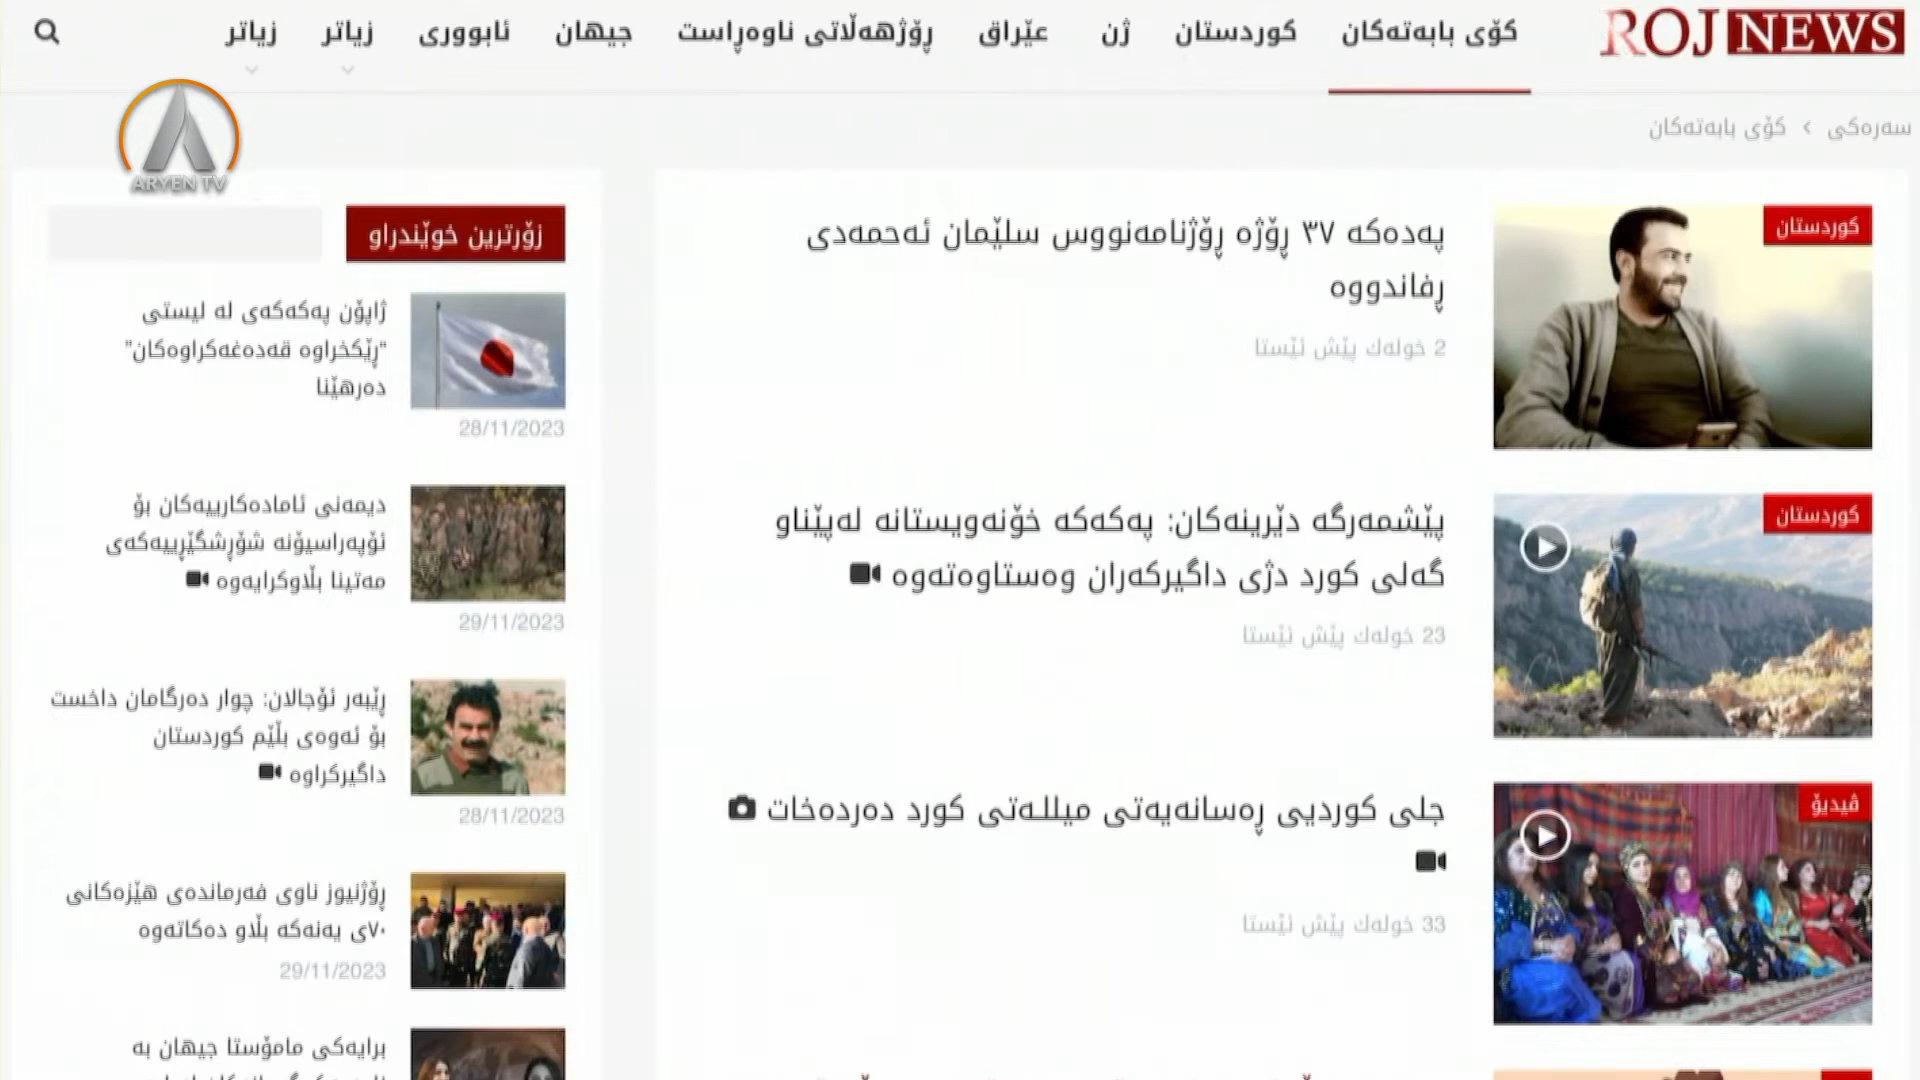 ROJ NEWS
کۆی بابەتەکان
کوردستان
ژن
عێراق
ڕۆژهەڵاتی ناوەڕاست
جیهان
ئابووری
زیاتر
زیاتر
ARYEN TV
سەرەکی › کۆی بابەتەکان
کوردستان
پەدەکە ٣٧ ڕۆژە ڕۆژنامەنووس سلێمان ئەحمەدی
ڕفاندووە
2 خولەك پێش ئێستا
کوردستان
پێشمەرگە دێرینەکان: پەکەکە خۆنەویستانە لەپێناو
گەلی کورد دژی داگیرکەران وەستاوەتەوە
23 خولەك پێش ئێستا
ڤیدیۆ
جلی کوردیی ڕەسانەیەتی میللەتی کورد دەردەخات
33 خولەك پێش ئێستا
زۆرترین خوێندراو
ژاپۆن پەکەکەی لە لیستی
"ڕێکخراوە قەدەغەکراوەکان"
دەرهێنا
28/11/2023
دیمەنی ئامادەکارییەکان بۆ
ئۆپەراسیۆنە شۆڕشگێڕییەکەی
مەتینا بڵاوکرایەوە
29/11/2023
ڕێبەر ئۆجالان: چوار دەرگامان داخست
بۆ ئەوەی بڵێم کوردستان
داگیرکراوە
28/11/2023
ڕۆژنیوز ناوی فەرماندەی هێزەکانی
٧٠ی یەنەکە بڵاو دەکاتەوە
29/11/2023
برایەکی مامۆستا جیهان بە